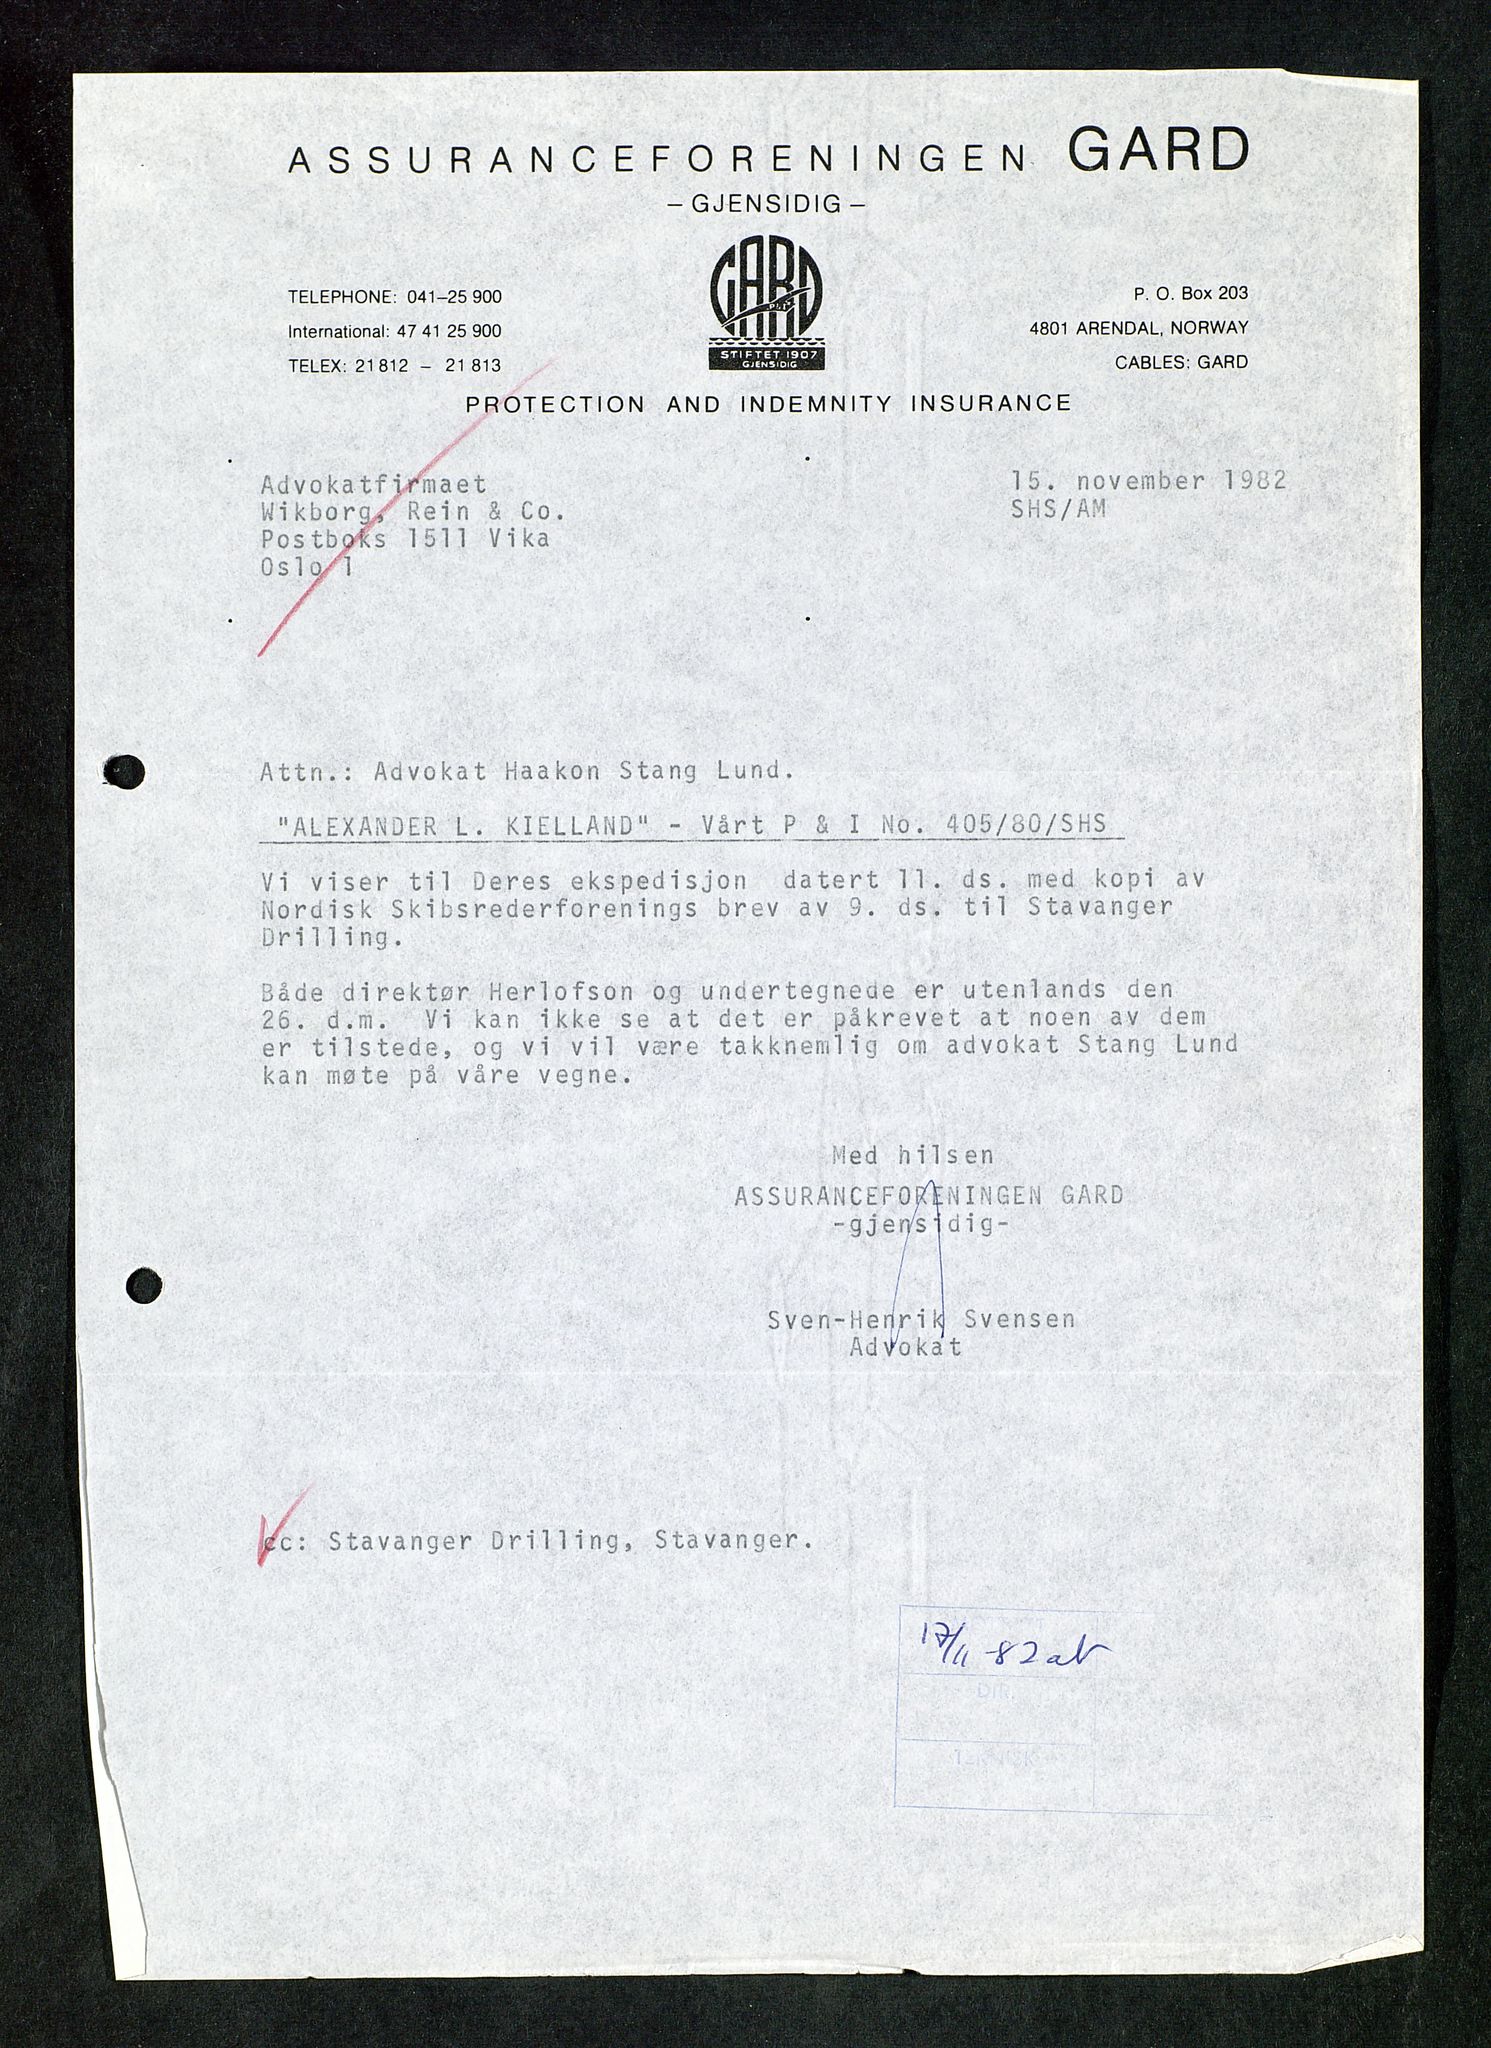 ASSURANCEFORENINGEN GARD
– GJENSIDIG –
GARD
P&I
STIFTET 1907
GJENSIDIG
TELEPHONE: 041–25 900
International: 47 41 25 900
TELEX: 21 812 – 21 813
P. O. Box 203
4801 ARENDAL, NORWAY
CABLES: GARD
PROTECTION AND INDEMNITY INSURANCE
Advokatfirmaet
Wikborg, Rein & Co.
Postboks 1511 Vika
Oslo 1
15. november 1982
SHS/AM
Attn.: Advokat Haakon Stang Lund.
"ALEXANDER L. KIELLAND" - Vårt P & I No. 405/80/SHS
Vi viser til Deres ekspedisjon datert 11. ds. med kopi av
Nordisk Skibsrederforenings brev av 9. ds. til Stavanger
Drilling.
Både direktør Herlofson og undertegnede er utenlands den
26. d.m. Vi kan ikke se at det er påkrevet at noen av dem
er tilstede, og vi vil være takknemlig om advokat Stang Lund
kan møte på våre vegne.
Med hilsen
ASSURANCEFORENINGEN GARD
-gjensidig-
Sven-Henrik Svensen
Advokat
cc: Stavanger Drilling, Stavanger.
17/11-82
DIR.
TEKNISK